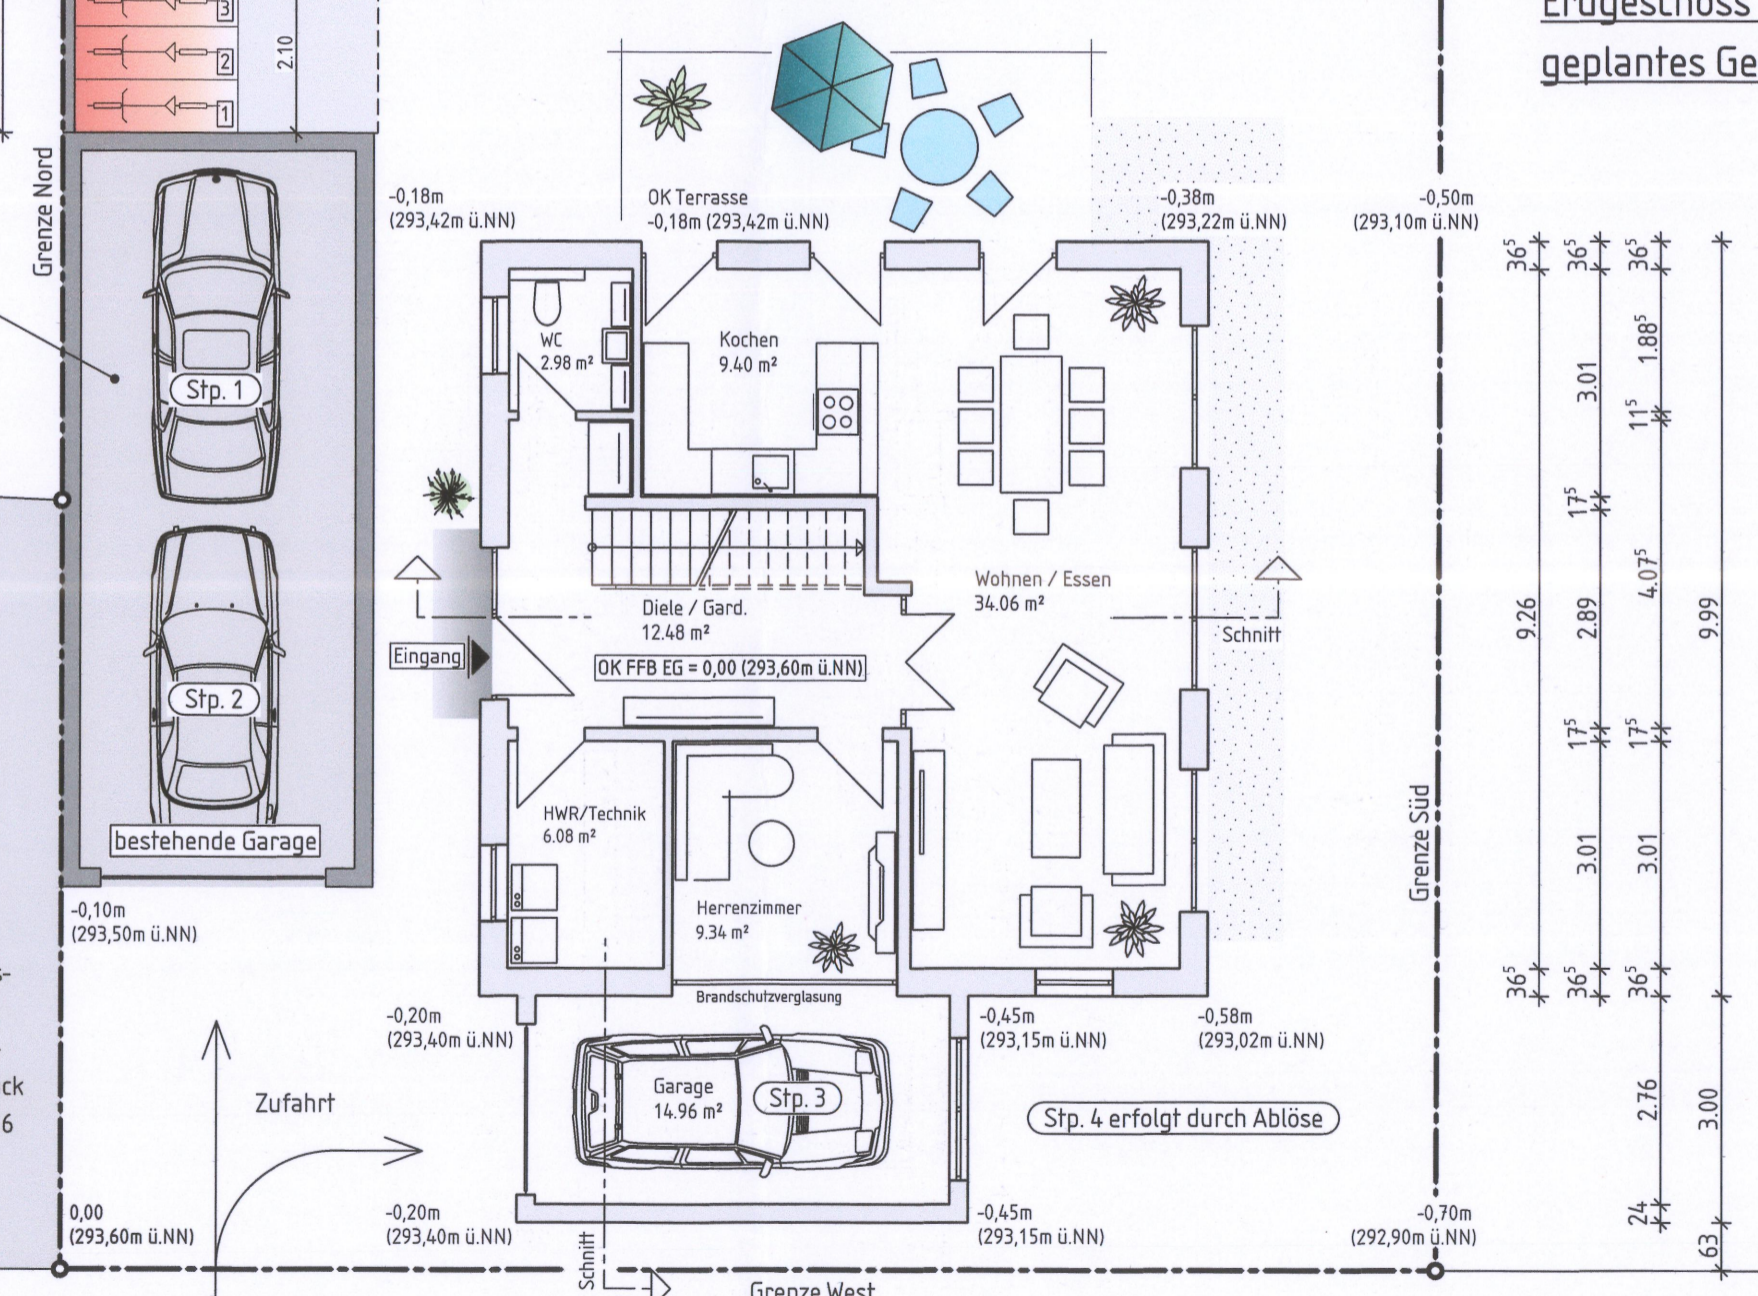 Erdgeschoss
geplantes Ge
3
2
1
2.10
Grenze Nord
-0,18m
(293,42m ü.NN)
OK Terrasse
-0,18m (293,42m ü.NN)
-0,38m
(293,22m ü.NN)
-0,50m
(293,10m ü.NN)
36⁵
36⁵
36⁵
WC
2.98 m²
Kochen
9.40 m²
Stp. 1
1.88⁵
3.01
11⁵
17⁵
4.07⁵
Wohnen / Essen
34.06 m²
Diele / Gard.
12.48 m²
Schnitt
Eingang
OK FFB EG = 0,00 (293,60m ü.NN)
9.26
2.89
9.99
Stp. 2
17⁵
17⁵
HWR/Technik
6.08 m²
bestehende Garage
Grenze Süd
3.01
3.01
Herrenzimmer
9.34 m²
-0,10m
(293,50m ü.NN)
Brandschutzverglasung
36⁵
36⁵
36⁵
-0,20m
(293,40m ü.NN)
-0,45m
(293,15m ü.NN)
-0,58m
(293,02m ü.NN)
ck
6
Zufahrt
Garage
14.96 m²
Stp. 3
Stp. 4 erfolgt durch Ablöse
2.76
3.00
0,00
(293,60m ü.NN)
-0,20m
(293,40m ü.NN)
-0,45m
(293,15m ü.NN)
-0,70m
(292,90m ü.NN)
24
63
Schnitt
Grenze West